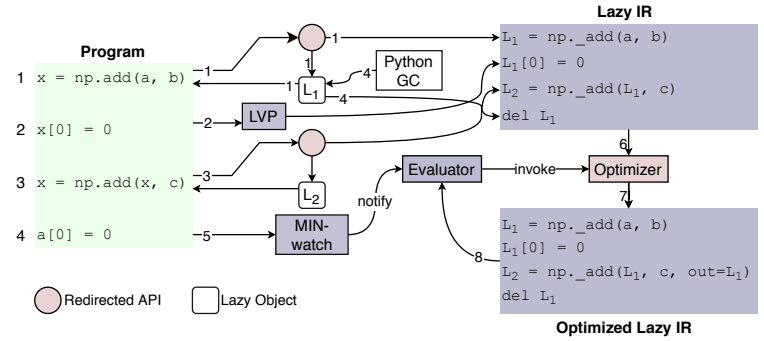 Lazy IR
Program
1 x = np.add(a, b)
2 x[0] = 0
3 x = np.add(x, c)
4 a[0] = 0
1
1
1
1
L₁
4
Python
GC
4
2
LVP
3
L₂
5
MIN-
watch
notify
Evaluator
invoke
Optimizer
6
7
8
L₁ = np._add(a, b)
L₁[0] = 0
L₂ = np._add(L₁, c)
del L₁
L₁ = np._add(a, b)
L₁[0] = 0
L₂ = np._add(L₁, c, out=L₁)
del L₁
Redirected API
Lazy Object
Optimized Lazy IR